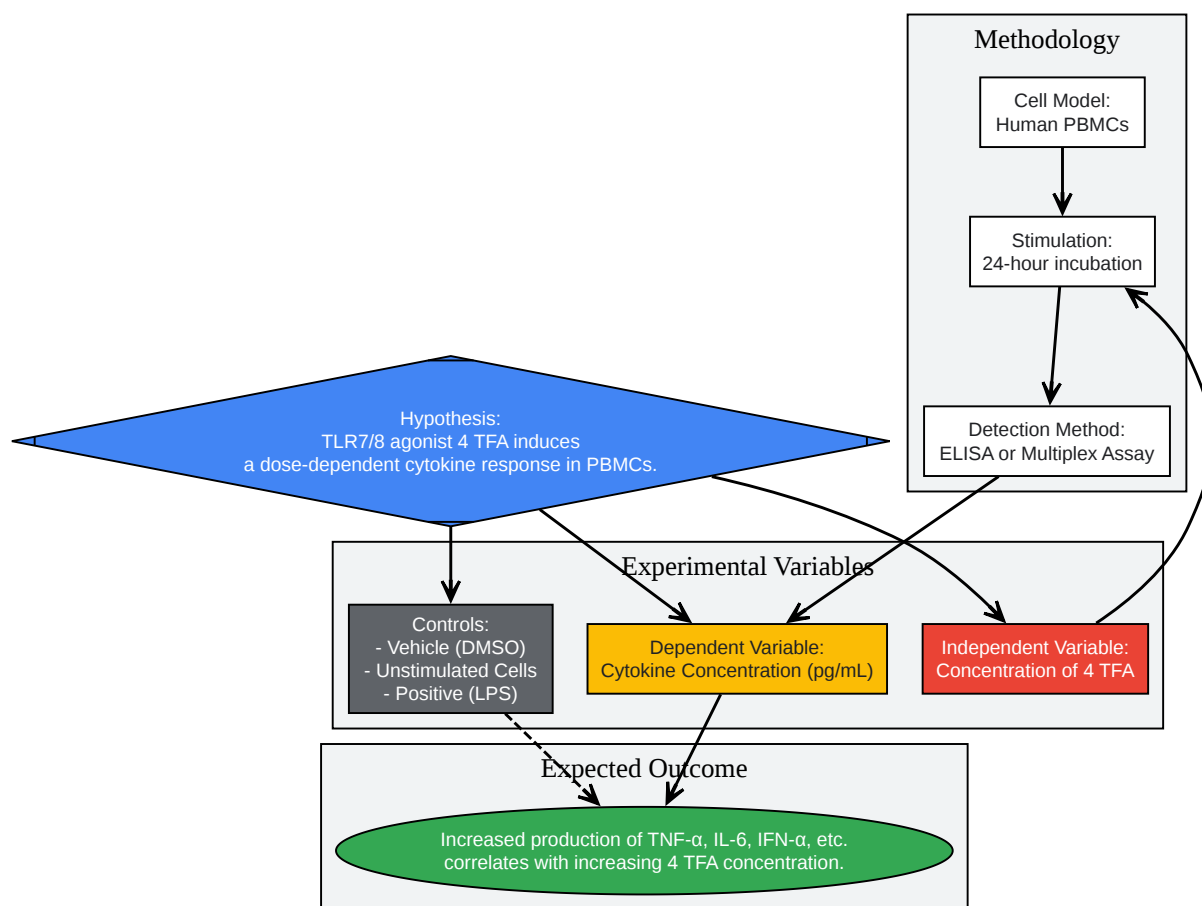 Methodology
Cell Model:
Human PBMCs
Stimulation:
24-hour incubation
Detection Method:
ELISA or Multiplex Assay
Hypothesis:
TLR7/8 agonist 4 TFA induces
a dose-dependent cytokine response in PBMCs.
Experimental Variables
Controls:
- Vehicle (DMSO)
- Unstimulated Cells
- Positive (LPS)
Dependent Variable:
Cytokine Concentration (pg/mL)
Independent Variable:
Concentration of 4 TFA
Expected Outcome
Increased production of TNF-α, IL-6, IFN-α, etc.
correlates with increasing 4 TFA concentration.